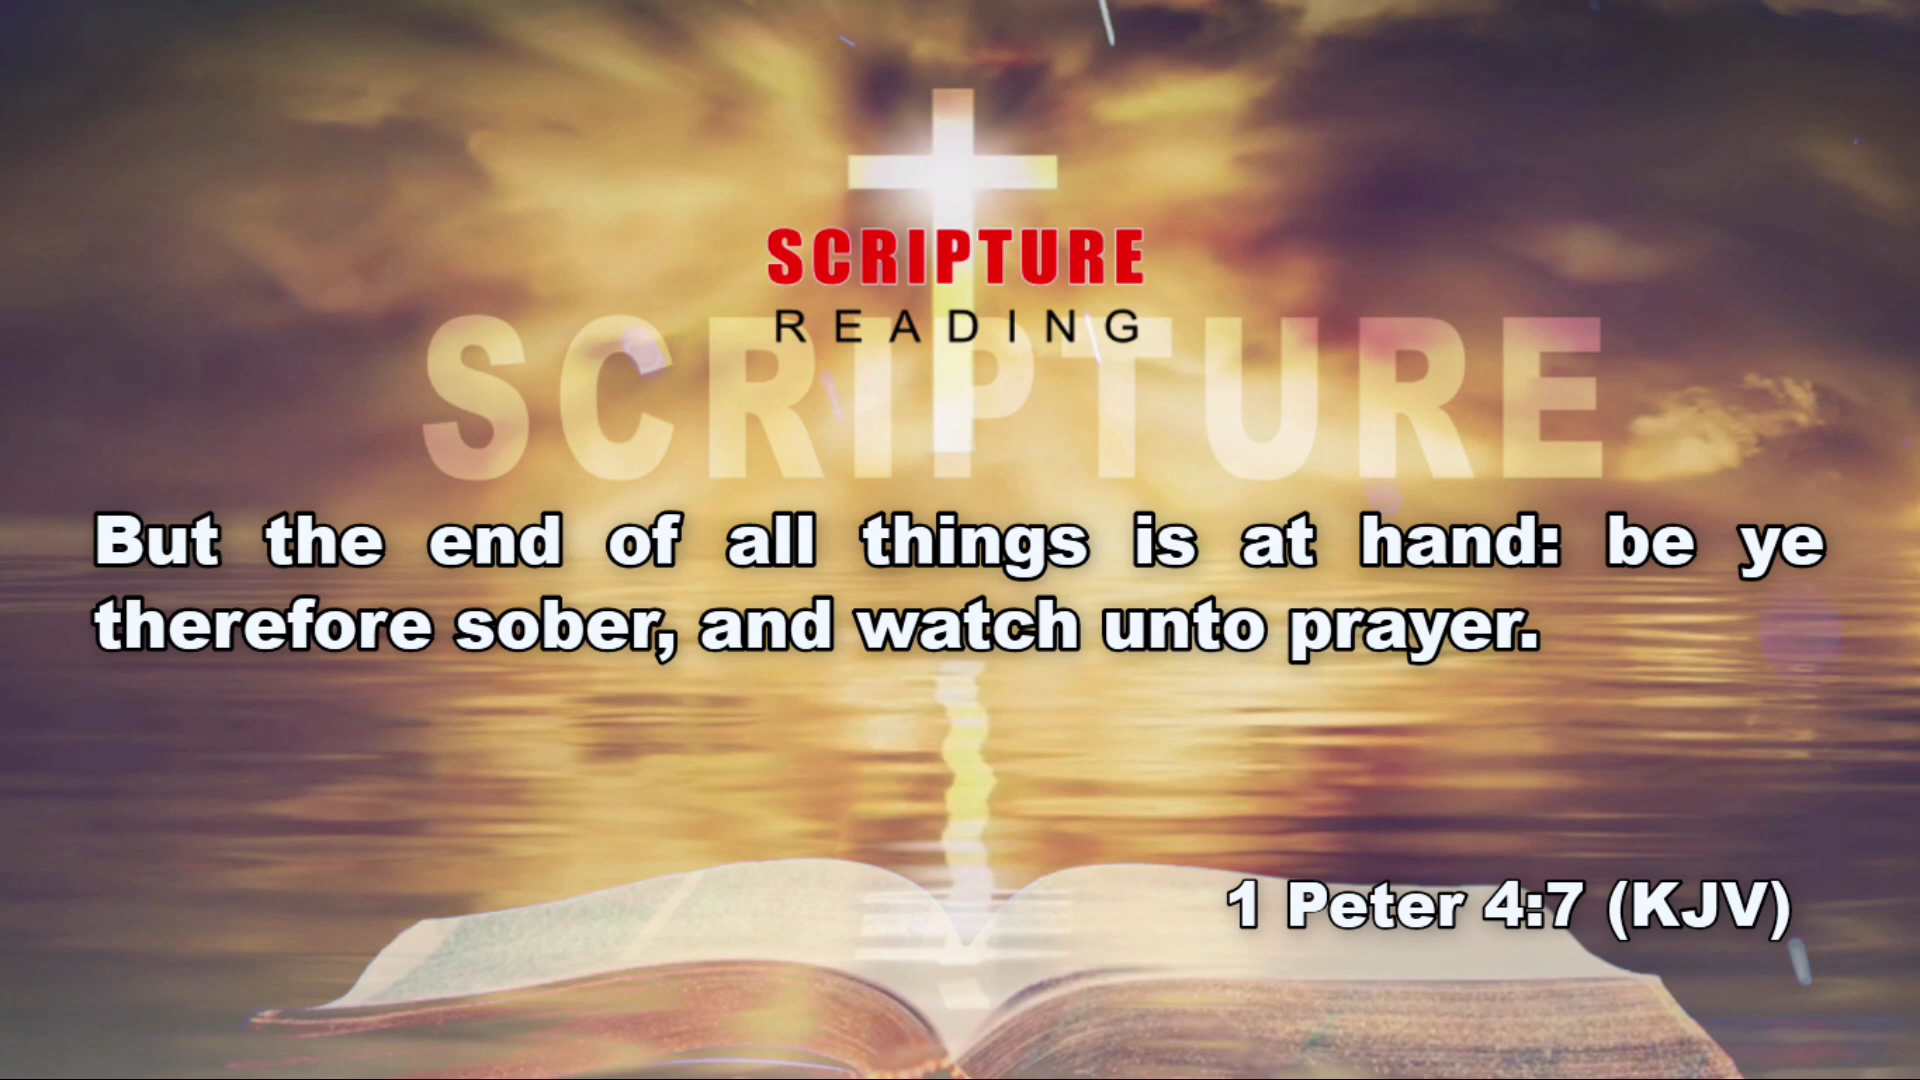 SCRIPTURE
READING
SCRIPTURE
But the end of all things is at hand: be ye
therefore sober, and watch unto prayer.
1 Peter 4:7 (KJV)